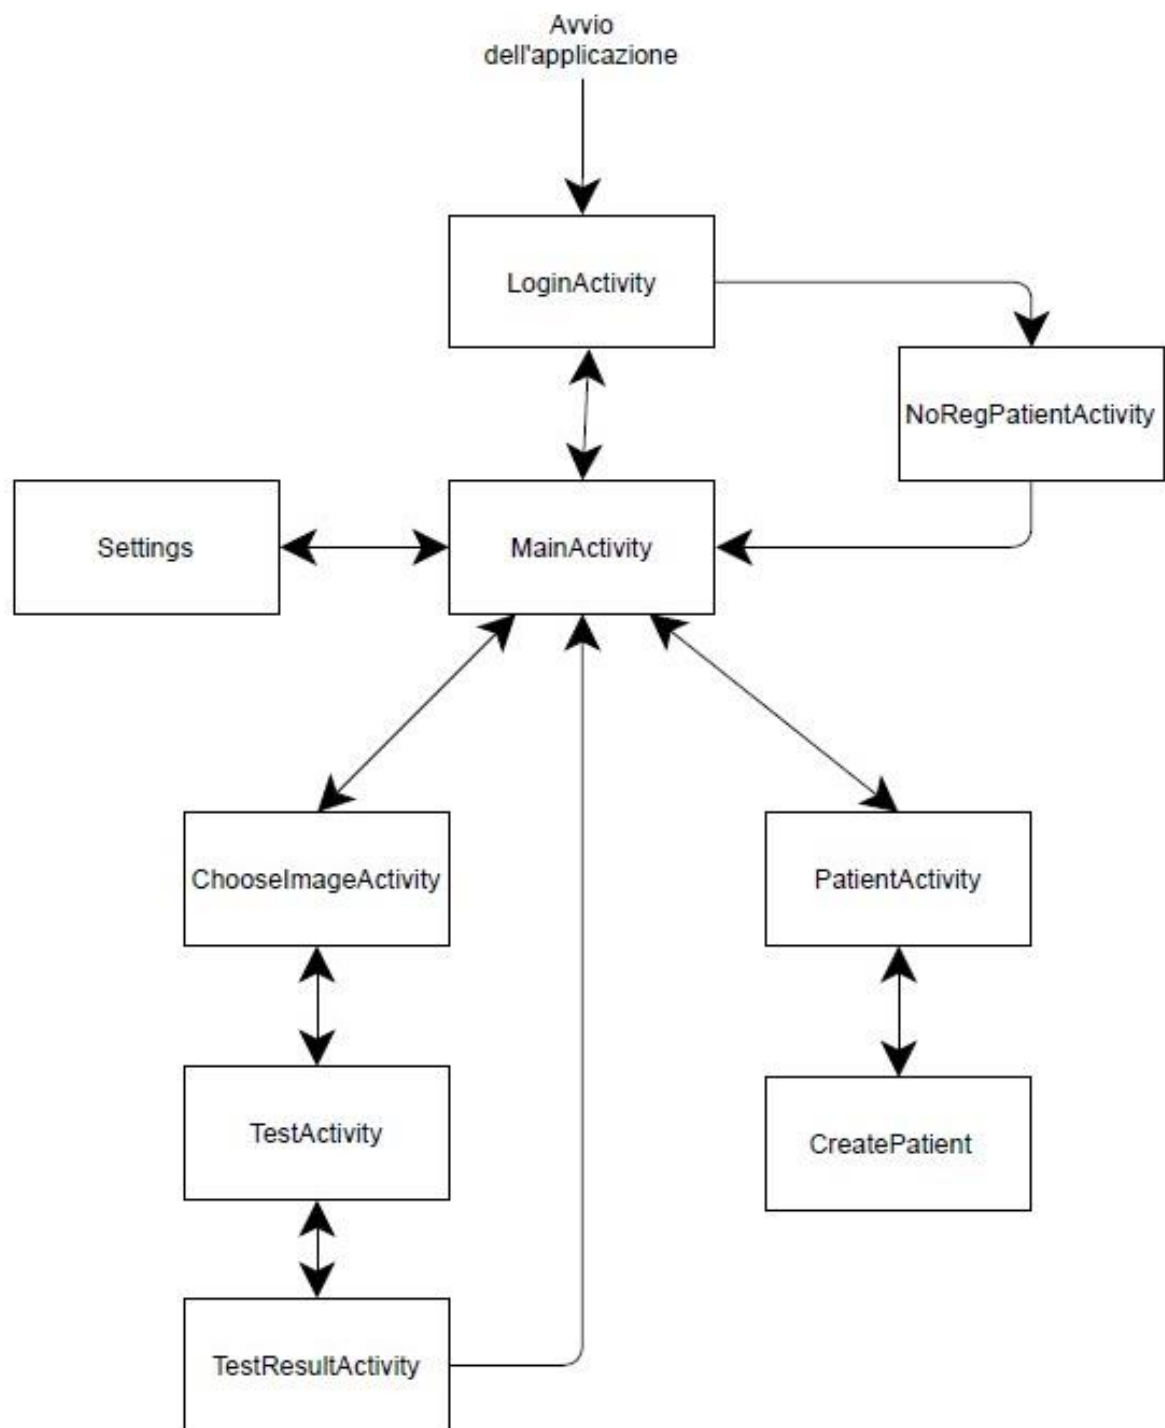 Avvio
dell'applicazione
LoginActivity
NoRegPatientActivity
Settings
MainActivity
ChooseImageActivity
PatientActivity
TestActivity
CreatePatient
TestResultActivity